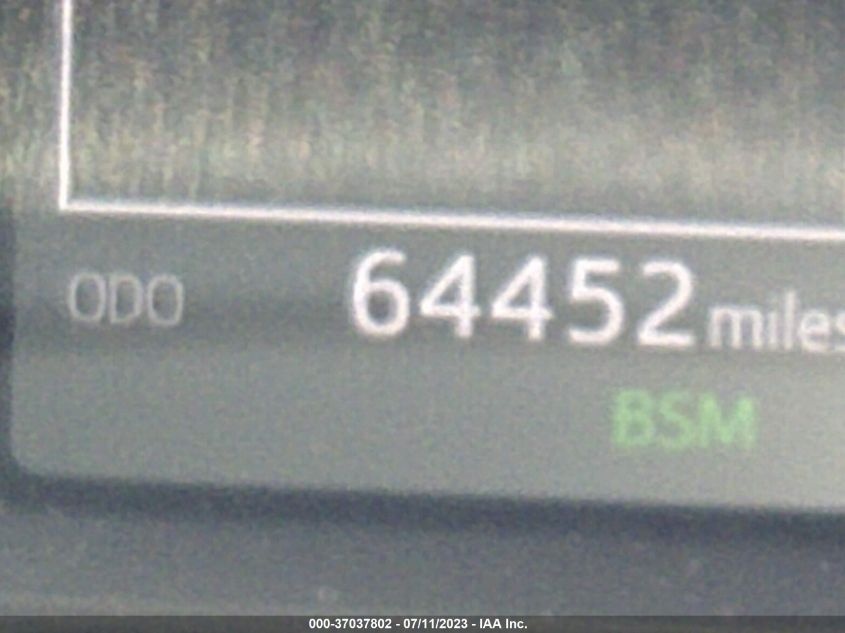 ODO 64452 miles
BSM
000-37037802 - 07/11/2023 - IAA Inc.